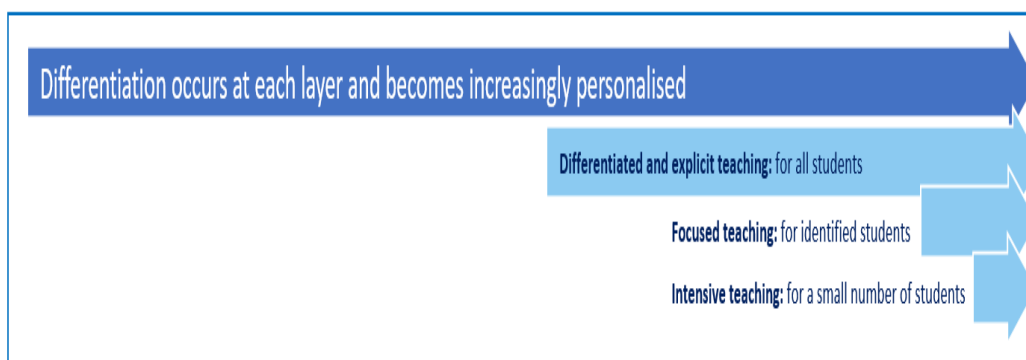 Differentiation occurs at each layer and becomes increasingly personalised
Differentiated and explicit teaching: for all students
Focused teaching: for identified students
Intensive teaching: for a small number of students